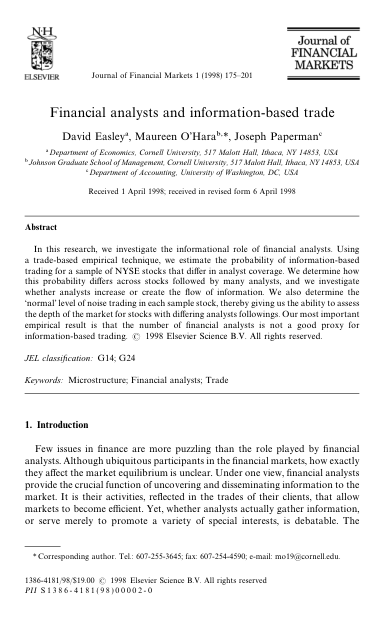 NH
ELSEVIER
Journal of Financial Markets 1 (1998) 175–201
Journal of
FINANCIAL
MARKETS
Financial analysts and information-based trade
David Easleyᵃ, Maureen O'Haraᵇ,*, Joseph Papermanᶜ
ᵃ Department of Economics, Cornell University, 517 Malott Hall, Ithaca, NY 14853, USA
ᵇ Johnson Graduate School of Management, Cornell University, 517 Malott Hall, Ithaca, NY 14853, USA
ᶜ Department of Accounting, University of Washington, DC, USA
Received 1 April 1998; received in revised form 6 April 1998
Abstract
In this research, we investigate the informational role of financial analysts. Using
a trade-based empirical technique, we estimate the probability of information-based
trading for a sample of NYSE stocks that differ in analyst coverage. We determine how
this probability differs across stocks followed by many analysts, and we investigate
whether analysts increase or create the flow of information. We also determine the
'normal' level of noise trading in each sample stock, thereby giving us the ability to assess
the depth of the market for stocks with differing analysts followings. Our most important
empirical result is that the number of financial analysts is not a good proxy for
information-based trading. © 1998 Elsevier Science B.V. All rights reserved.
JEL classification: G14; G24
Keywords: Microstructure; Financial analysts; Trade
1. Introduction
Few issues in finance are more puzzling than the role played by financial
analysts. Although ubiquitous participants in the financial markets, how exactly
they affect the market equilibrium is unclear. Under one view, financial analysts
provide the crucial function of uncovering and disseminating information to the
market. It is their activities, reflected in the trades of their clients, that allow
markets to become efficient. Yet, whether analysts actually gather information,
or serve merely to promote a variety of special interests, is debatable. The
* Corresponding author. Tel.: 607-255-3645; fax: 607-254-4590; e-mail: mo19@cornell.edu.
1386-4181/98/$19.00 © 1998 Elsevier Science B.V. All rights reserved
PII S1386-4181(98)00002-0